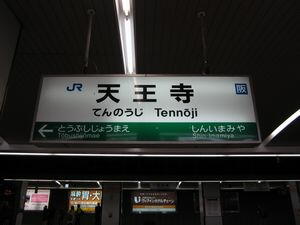 JR 天王寺 阪
てんのうじ Tennōji
とうぶしじょうまえ しんいまみや
Tōbushijōmae Shin-Imamiya